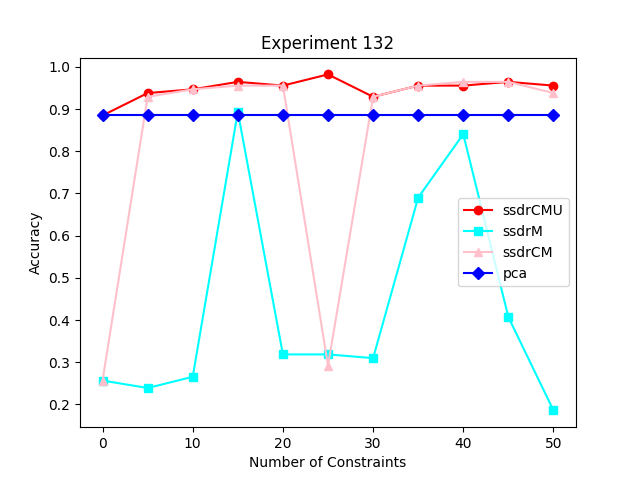 Experiment 132
1.0
0.9
0.8
0.7
0.6
0.5
0.4
0.3
0.2
Accuracy
ssdrCMU
ssdrM
ssdrCM
pca
0 10 20 30 40 50
Number of Constraints